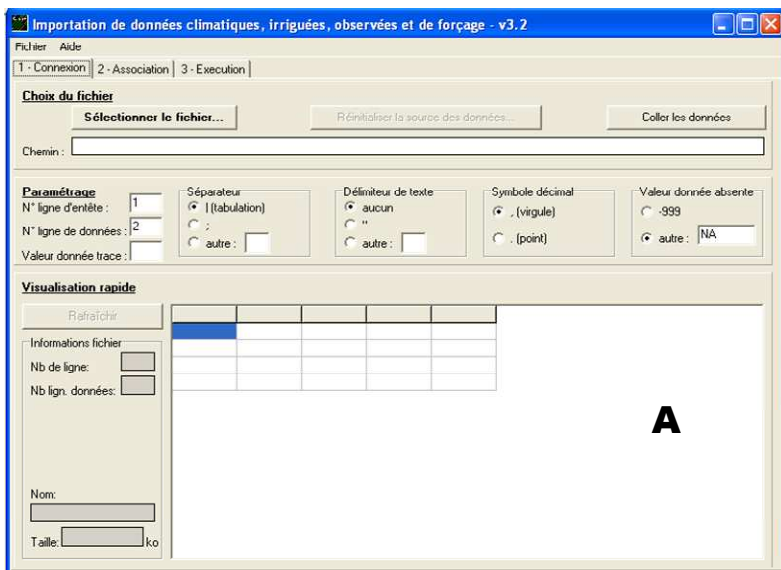 Importation de données climatiques, irriguées, observées et de forçage - v3.2
Fichier Aide
1 - Connexion 2 - Association 3 - Execution
Choix du fichier
Sélectionner le fichier... Réinitialiser la source des données... Coller les données
Chemin :
Paramétrage Séparateur Délimiteur de texte Symbole décimal Valeur donnée absente
N° ligne d'entête : 1 | (tabulation) aucun , (virgule) -999
N° ligne de données : 2 ; "
Valeur donnée trace : autre : autre : . (point) autre : NA
Visualisation rapide
Rafraîchir
Informations fichier
Nb de ligne:
Nb lign. données:
A
Nom:
Taille: ko